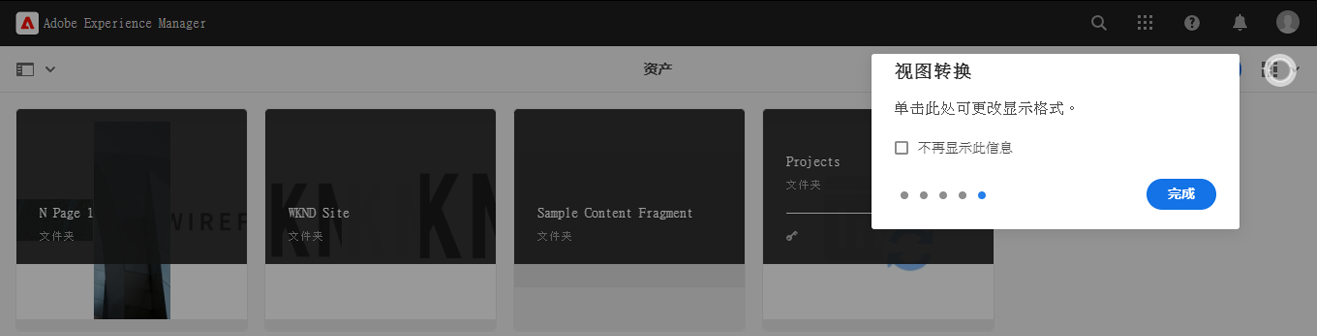 Adobe Experience Manager
资产
视图转换
单击此处可更改显示格式。
不再显示此信息
完成
N Page 1
文件夹
WIREF
WKND Site
文件夹
KN
KN
Sample Content Fragment
文件夹
Projects
文件夹